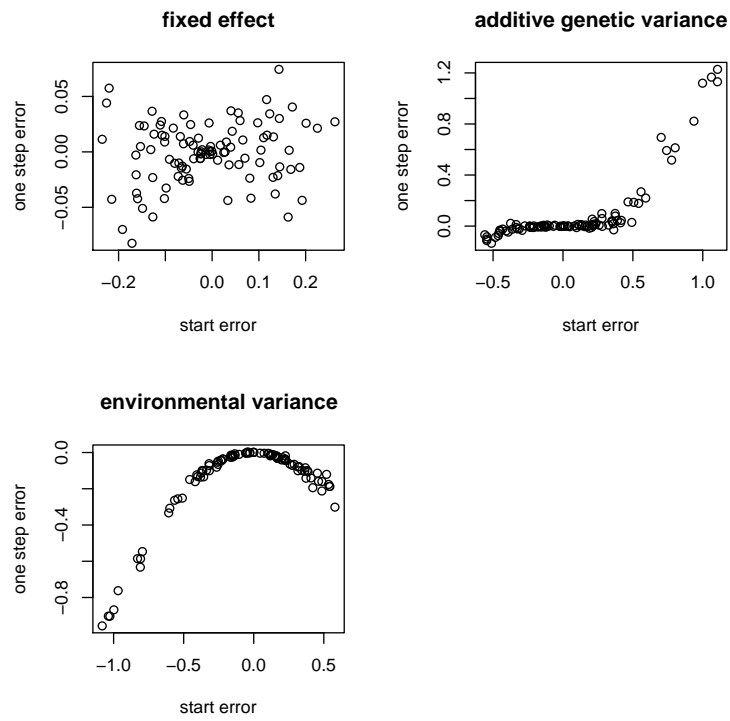 fixed effect
one step error
0.05
0.00
−0.05
−0.2
0.0
0.1
0.2
start error
additive genetic variance
one step error
1.2
0.8
0.4
0.0
−0.5
0.0
0.5
1.0
start error
environmental variance
one step error
0.0
−0.4
−0.8
−1.0
−0.5
0.0
0.5
start error